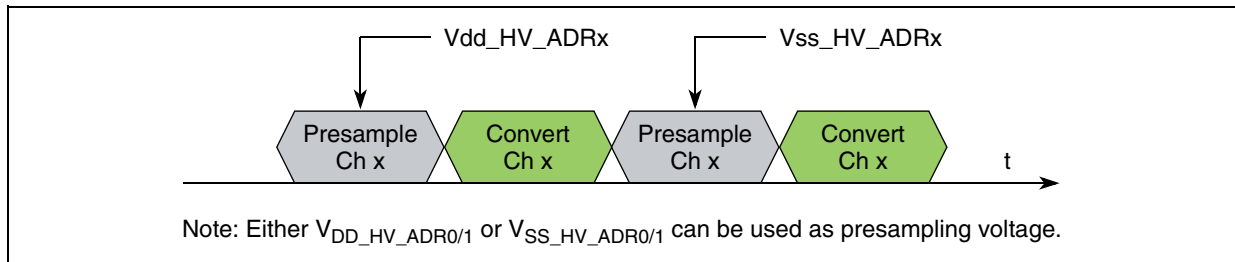 Vdd_HV_ADRx Vss_HV_ADRx
Presample Convert Presample Convert
Ch x Ch x Ch x Ch x t
Note: Either VDD_HV_ADR0/1 or VSS_HV_ADR0/1 can be used as presampling voltage.